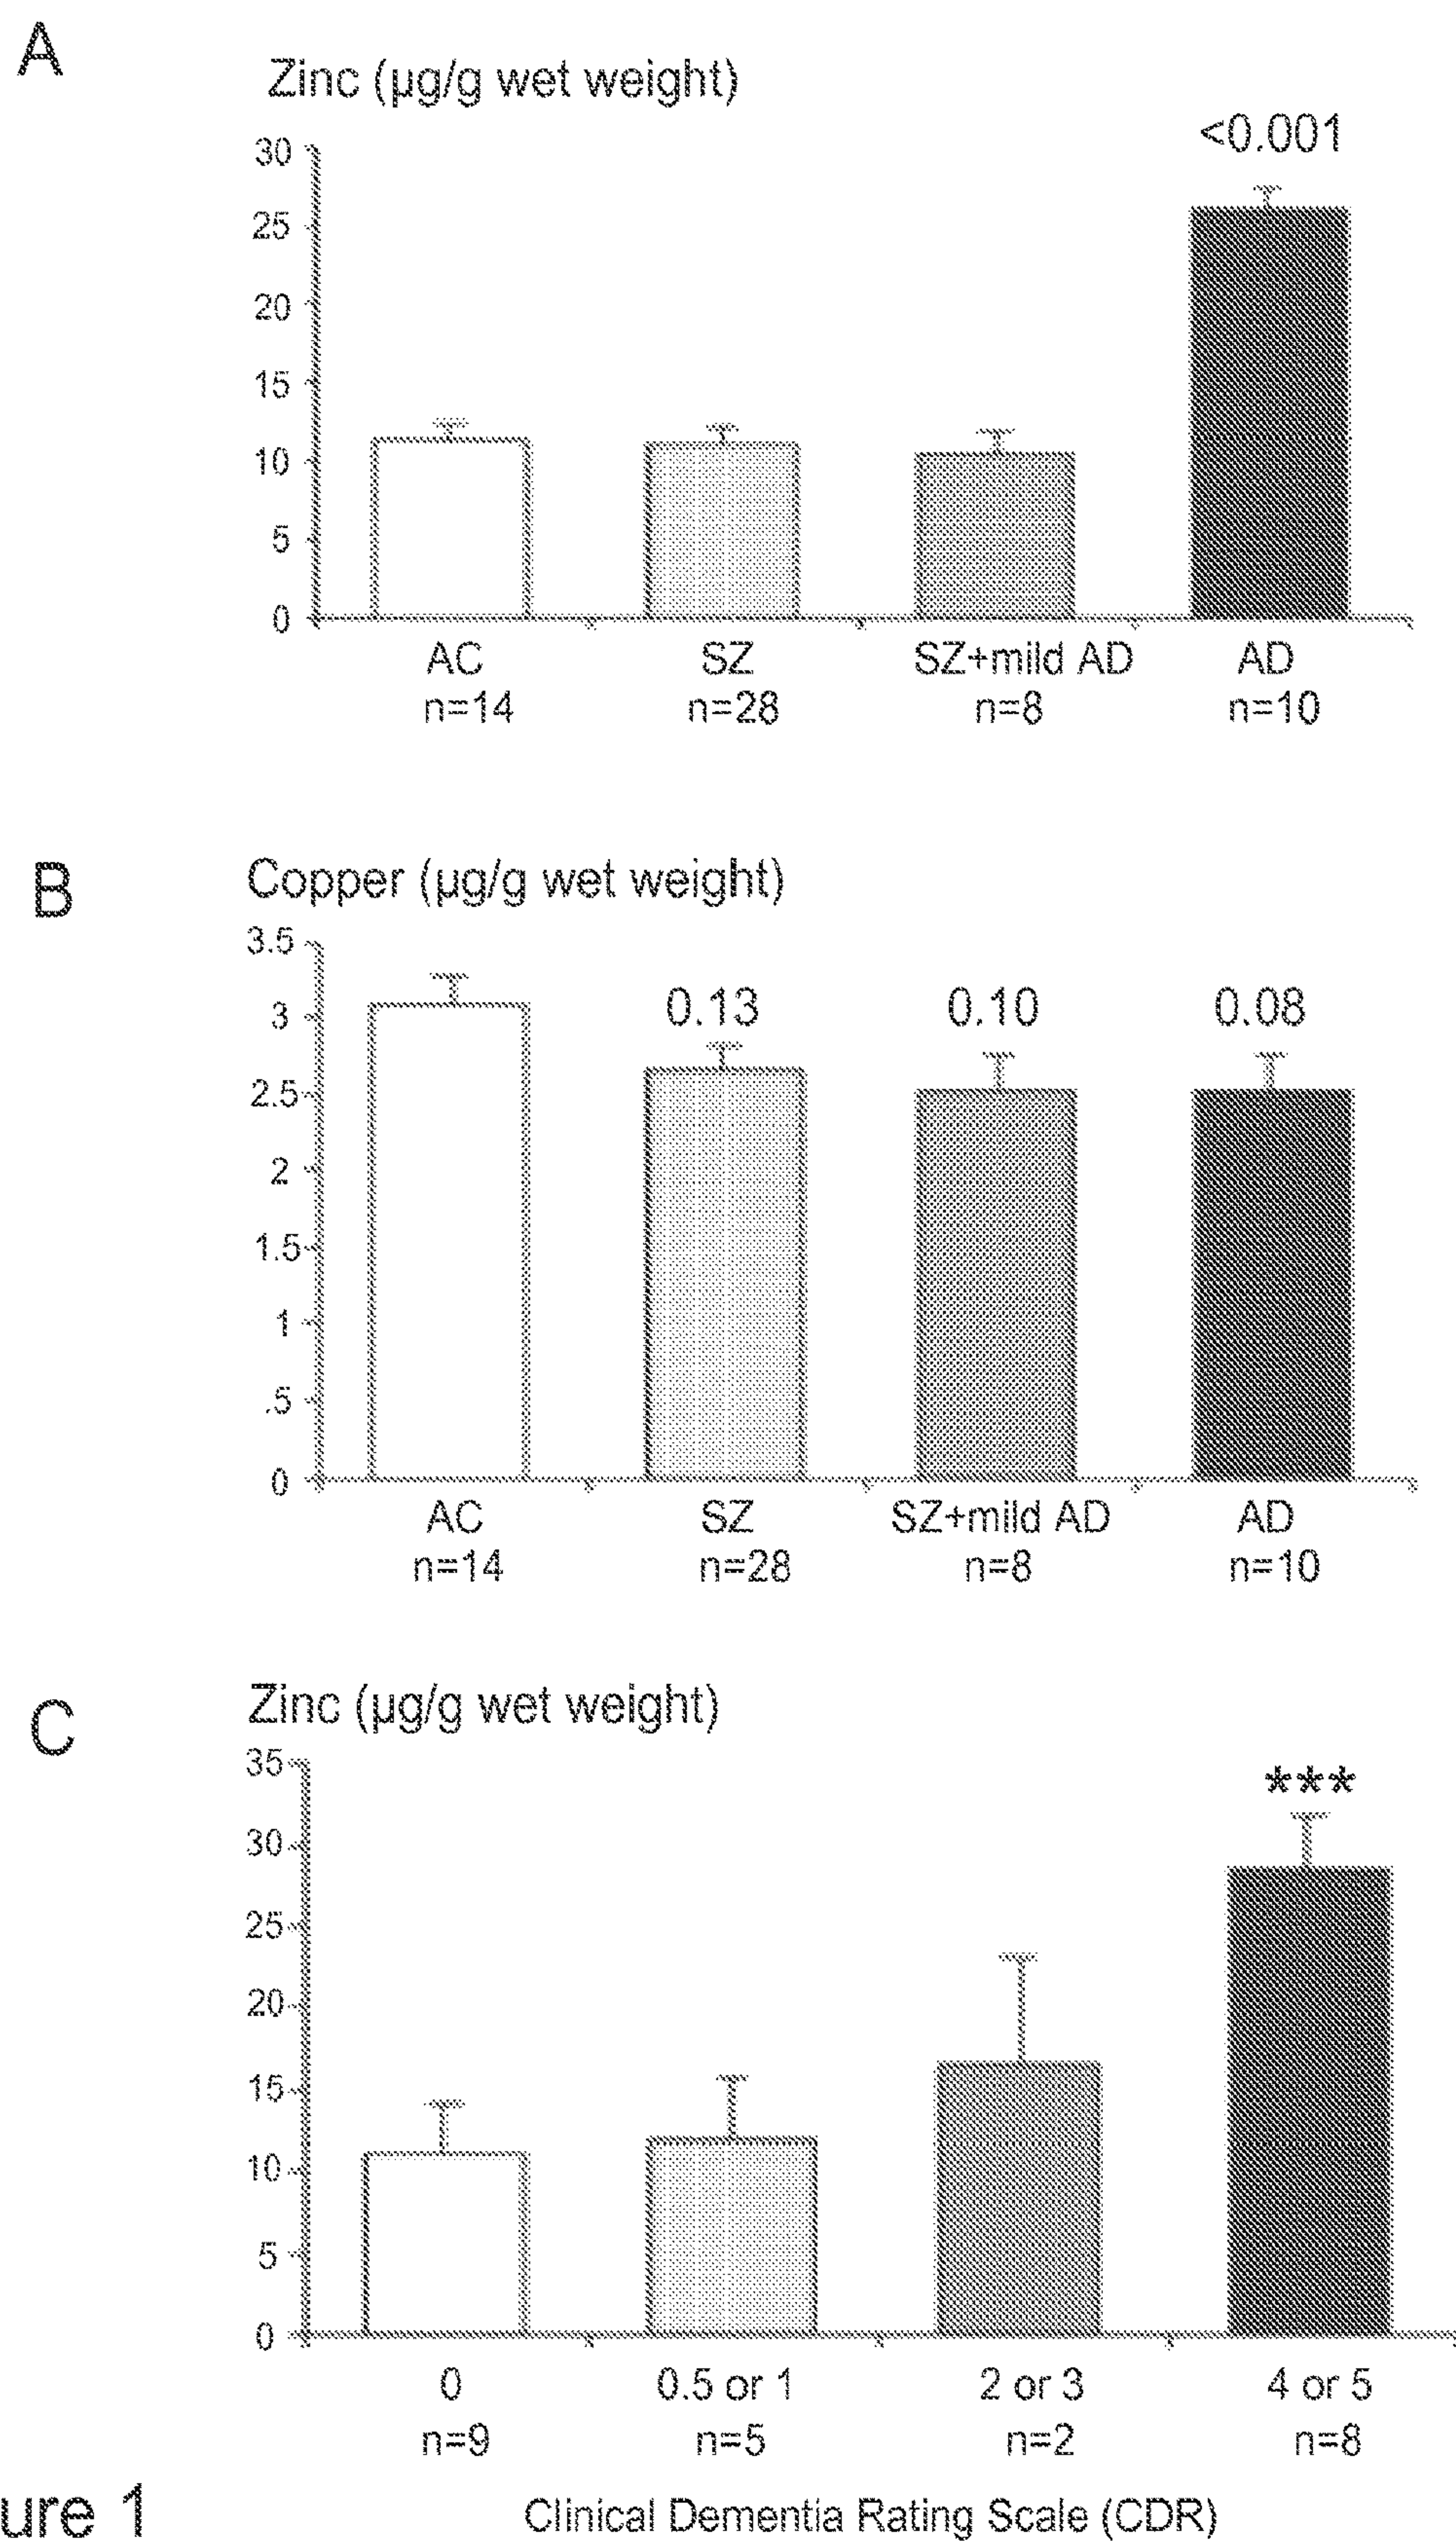 A
Zinc (µg/g wet weight)
<0.001
30
25
20
15
10
5
0
AC SZ SZ+mild AD AD
n=14 n=28 n=8 n=10
B
Copper (µg/g wet weight)
3.5
3
2.5
2
1.5
1
.5
0
0.13 0.10 0.08
AC SZ SZ+mild AD AD
n=14 n=28 n=8 n=10
C
Zinc (µg/g wet weight)
35
30
25
20
15
10
5
0
***
0 0.5 or 1 2 or 3 4 or 5
n=9 n=5 n=2 n=8
ure 1
Clinical Dementia Rating Scale (CDR)